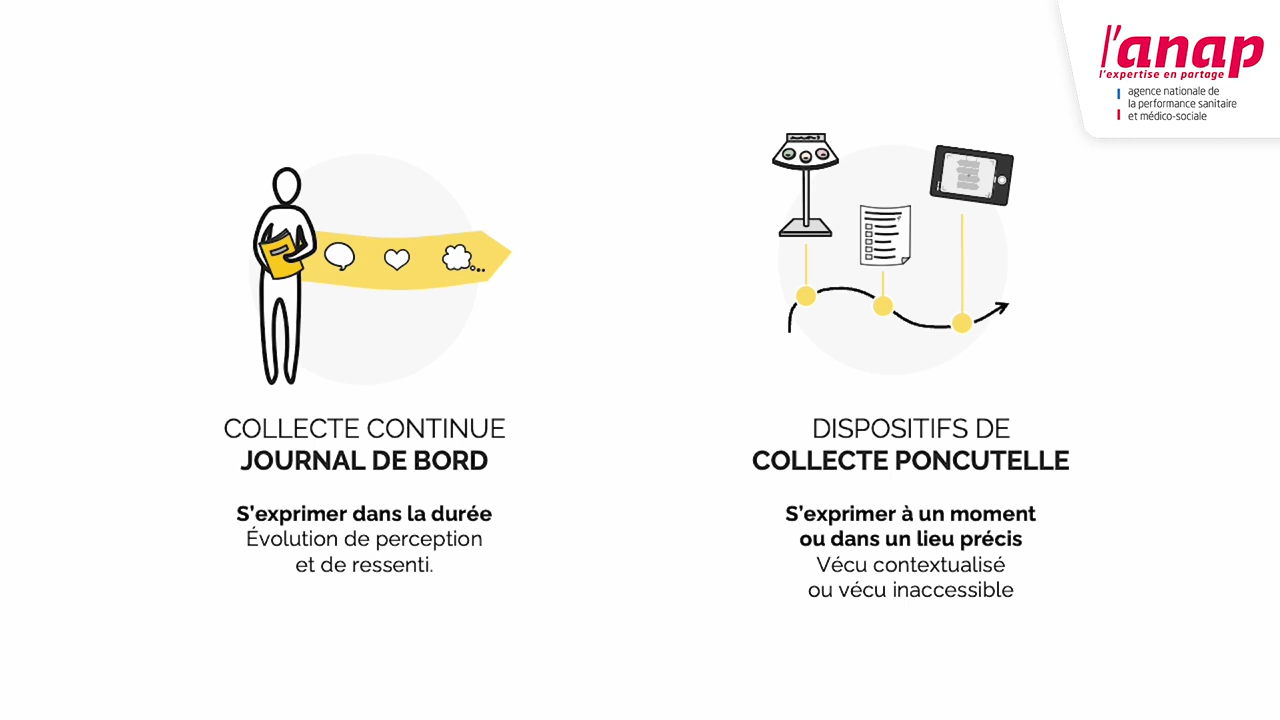 l'anap
l'expertise en partage
agence nationale de
la performance sanitaire
et médico-sociale
COLLECTE CONTINUE
JOURNAL DE BORD
S'exprimer dans la durée
Évolution de perception
et de ressenti.
DISPOSITIFS DE
COLLECTE PONCUTELLE
S'exprimer à un moment
ou dans un lieu précis
Vécu contextualisé
ou vécu inaccessible